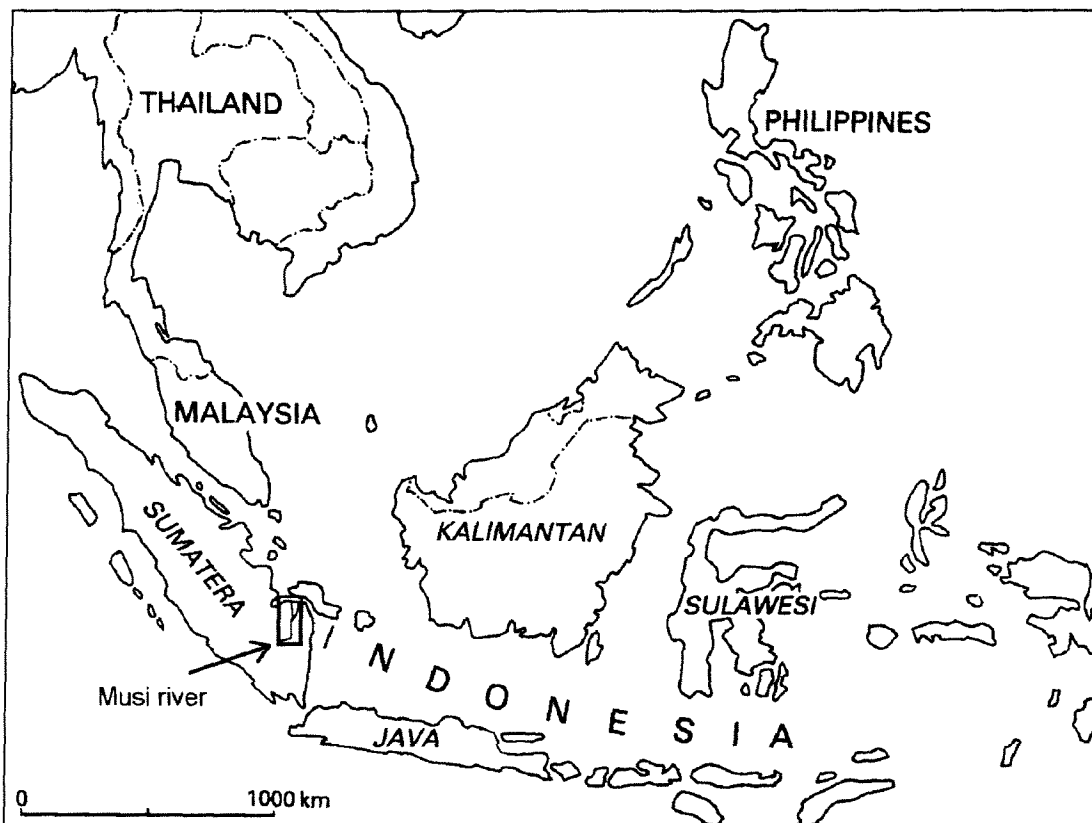 THAILAND
PHILIPPINES
MALAYSIA
SUMATERA
KALIMANTAN
SULAWESI
INDONESIA
Musi river
JAVA
0 1000 km